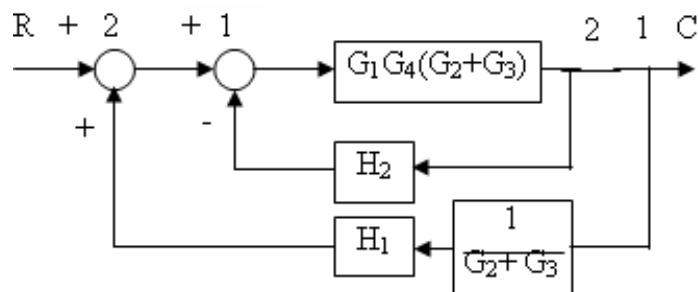 R + 2 + 1 2 1 C
G₁G₄(G₂+G₃)
+ -
H₂
H₁
1
G₂+G₃